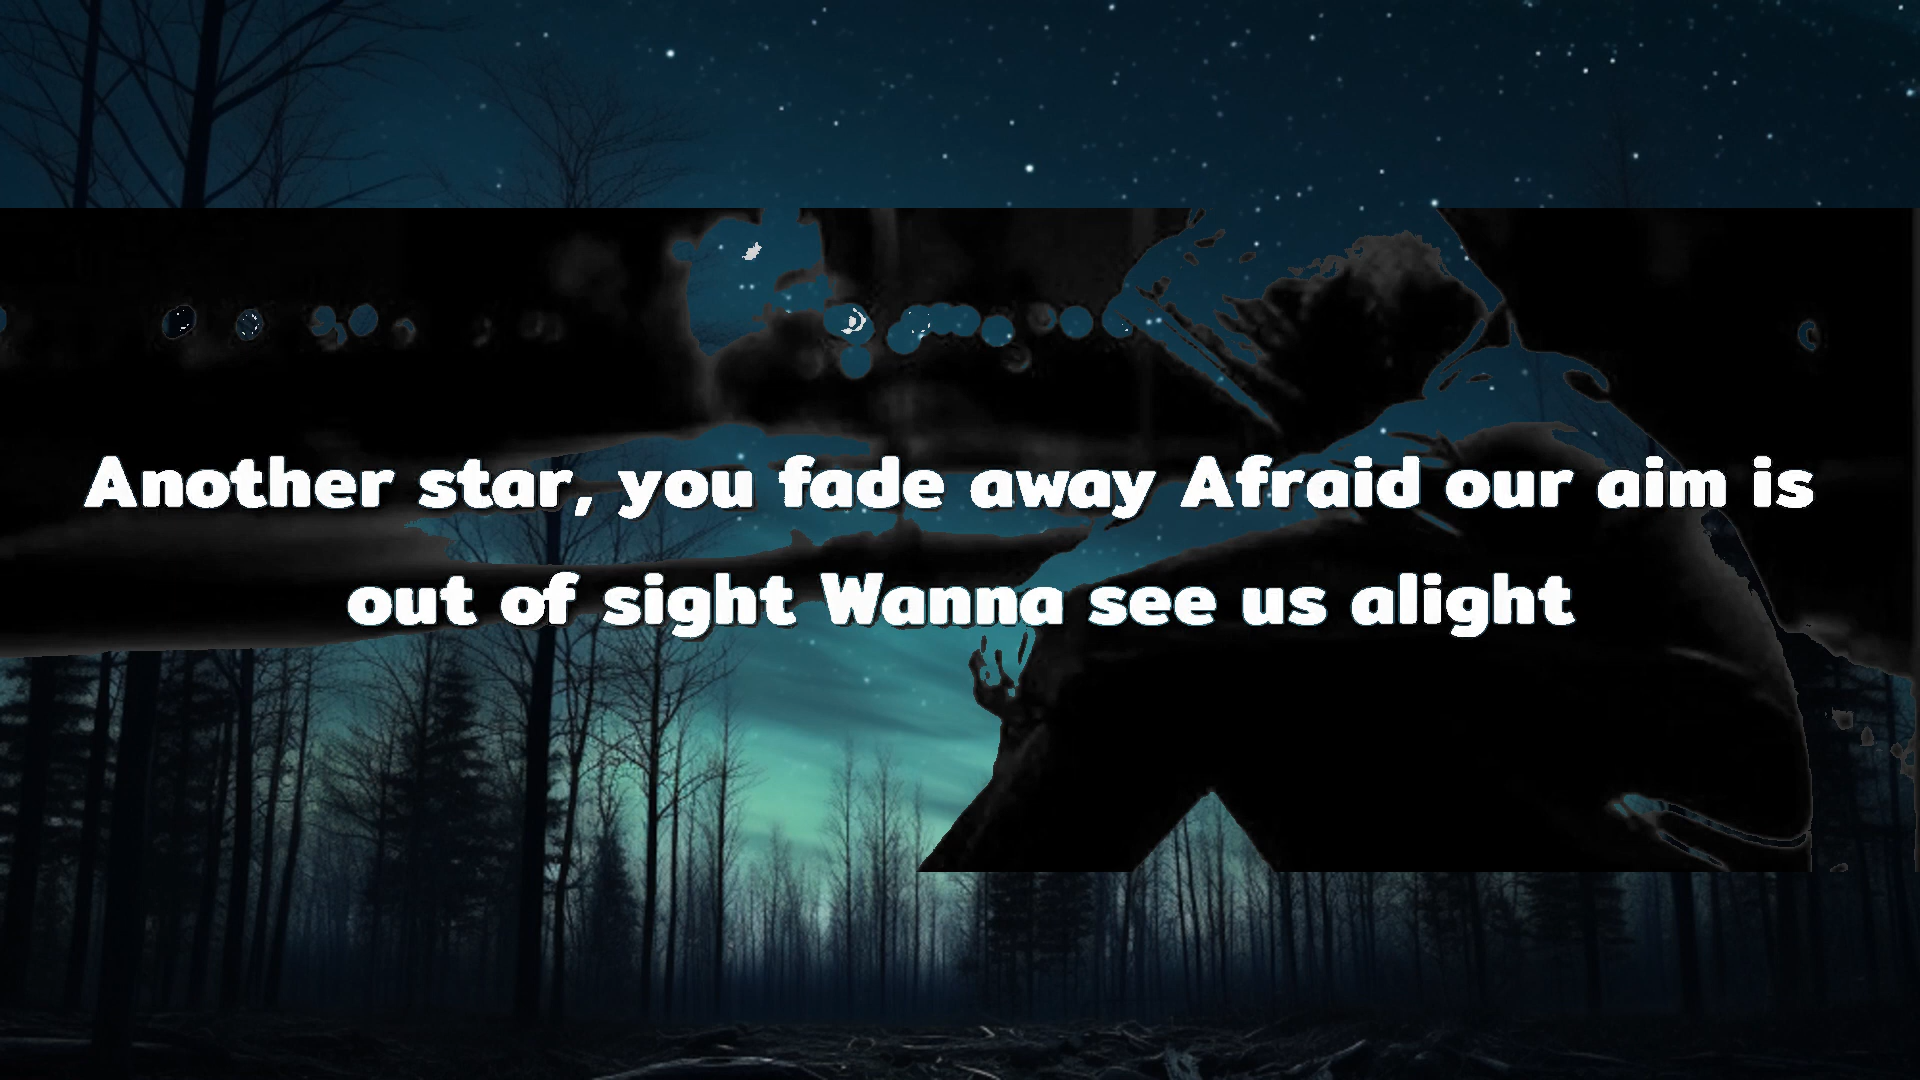 Another star, you fade away Afraid our aim is
out of sight Wanna see us alight